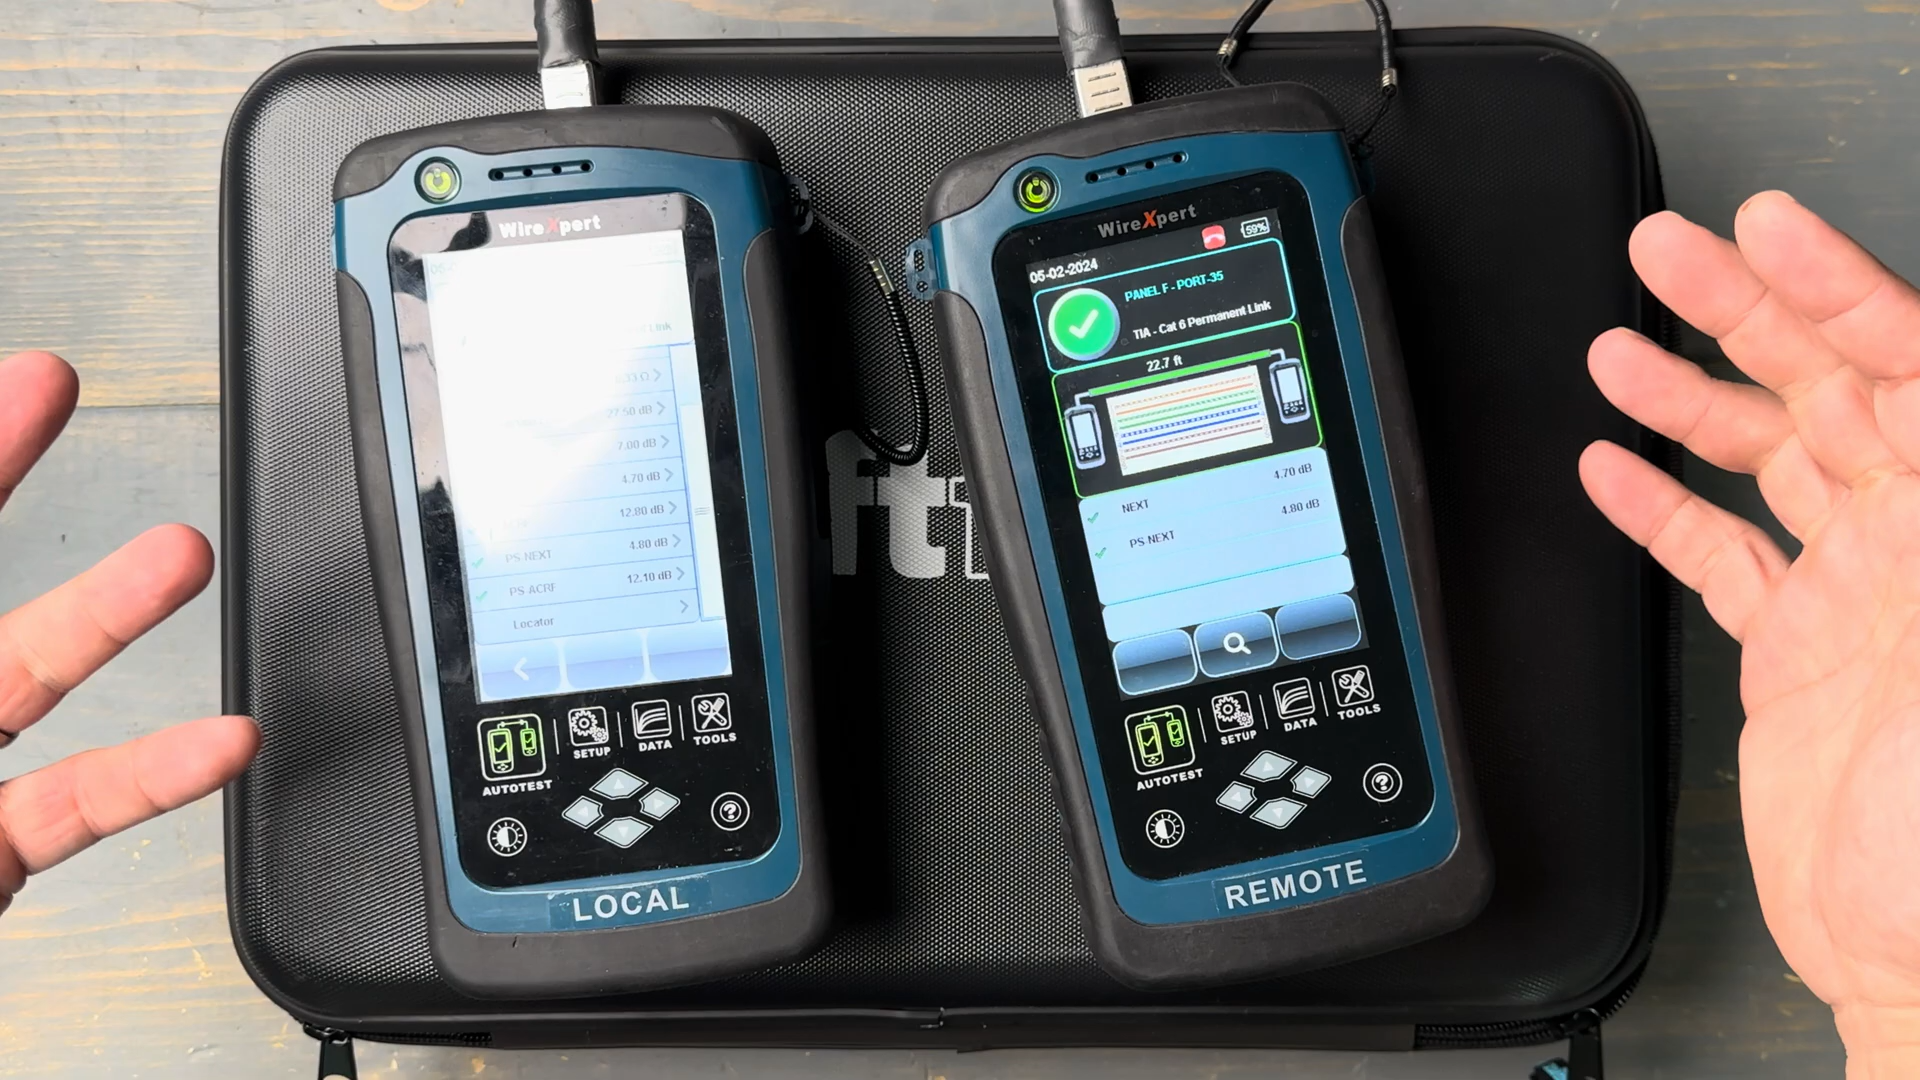 WireXpert
Link
27.50 dB
7.00 dB
4.70 dB
12.80 dB
PS-NEXT 4.80 dB
PS-ACRF 12.10 dB
Locator
AUTOTEST
SETUP
DATA
TOOLS
?
LOCAL
ft
WireXpert
59%
05-02-2024
PANEL F - PORT-35
TIA - Cat 6 Permanent Link
22.7 ft
NEXT 4.70 dB
PS-NEXT 4.80 dB
AUTOTEST
SETUP
DATA
TOOLS
?
REMOTE